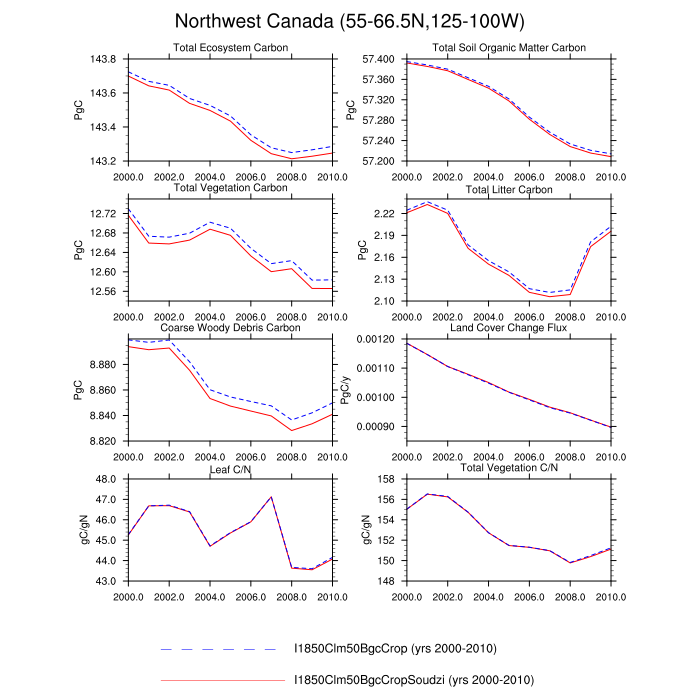 Northwest Canada (55-66.5N,125-100W)
Total Ecosystem Carbon
143.8
143.6
143.4
143.2
PgC
2000.0 2002.0 2004.0 2006.0 2008.0 2010.0
Total Soil Organic Matter Carbon
57.400
57.360
57.320
57.280
57.240
57.200
PgC
2000.0 2002.0 2004.0 2006.0 2008.0 2010.0
Total Vegetation Carbon
12.72
12.68
12.64
12.60
12.56
PgC
2000.0 2002.0 2004.0 2006.0 2008.0 2010.0
Total Litter Carbon
2.22
2.19
2.16
2.13
2.10
PgC
2000.0 2002.0 2004.0 2006.0 2008.0 2010.0
Coarse Woody Debris Carbon
8.880
8.860
8.840
8.820
PgC
2000.0 2002.0 2004.0 2006.0 2008.0 2010.0
Land Cover Change Flux
0.00120
0.00110
0.00100
0.00090
PgC/y
2000.0 2002.0 2004.0 2006.0 2008.0 2010.0
Leaf C/N
48.0
47.0
46.0
45.0
44.0
43.0
gC/gN
2000.0 2002.0 2004.0 2006.0 2008.0 2010.0
Total Vegetation C/N
158
156
154
152
150
148
gC/gN
2000.0 2002.0 2004.0 2006.0 2008.0 2010.0
I1850Clm50BgcCrop (yrs 2000-2010)
I1850Clm50BgcCropSoudzi (yrs 2000-2010)